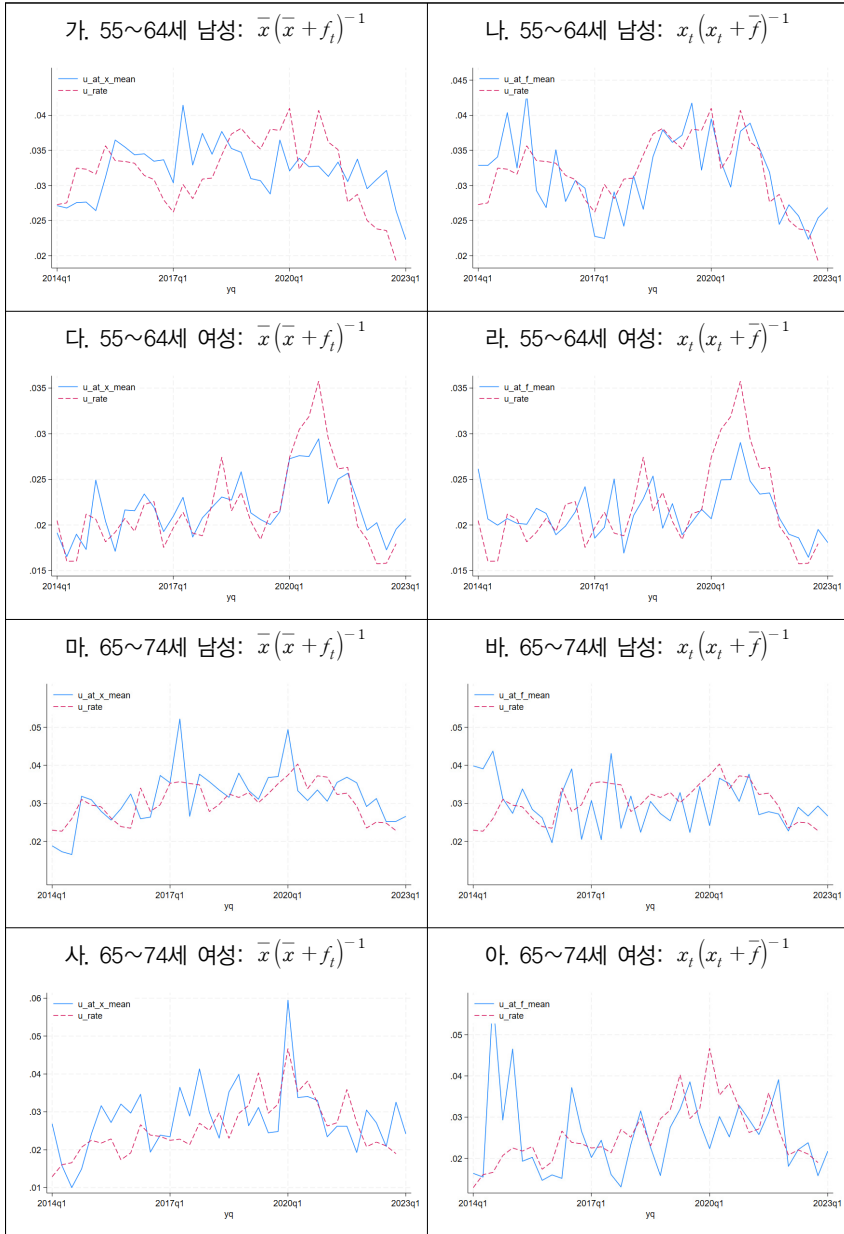 가. 55~64세 남성: x̅(x̅+f_t)^{-1}
u_at_x_mean
u_rate
.04
.035
.03
.025
.02
2014q1 2017q1 2020q1 2023q1
yq
나. 55~64세 남성: x_t(x_t+f̅)^{-1}
.045
u_at_f_mean
u_rate
.04
.035
.03
.025
.02
2014q1 2017q1 2020q1 2023q1
yq
다. 55~64세 여성: x̅(x̅+f_t)^{-1}
.035
u_at_x_mean
u_rate
.03
.025
.02
.015
2014q1 2017q1 2020q1 2023q1
yq
라. 55~64세 여성: x_t(x_t+f̅)^{-1}
.035
u_at_f_mean
u_rate
.03
.025
.02
.015
2014q1 2017q1 2020q1 2023q1
yq
마. 65~74세 남성: x̅(x̅+f_t)^{-1}
u_at_x_mean
u_rate
.05
.04
.03
.02
2014q1 2017q1 2020q1 2023q1
yq
바. 65~74세 남성: x_t(x_t+f̅)^{-1}
u_at_f_mean
u_rate
.05
.04
.03
.02
2014q1 2017q1 2020q1 2023q1
yq
사. 65~74세 여성: x̅(x̅+f_t)^{-1}
.06
u_at_x_mean
u_rate
.05
.04
.03
.02
.01
2014q1 2017q1 2020q1 2023q1
yq
아. 65~74세 여성: x_t(x_t+f̅)^{-1}
u_at_f_mean
u_rate
.05
.04
.03
.02
2014q1 2017q1 2020q1 2023q1
yq